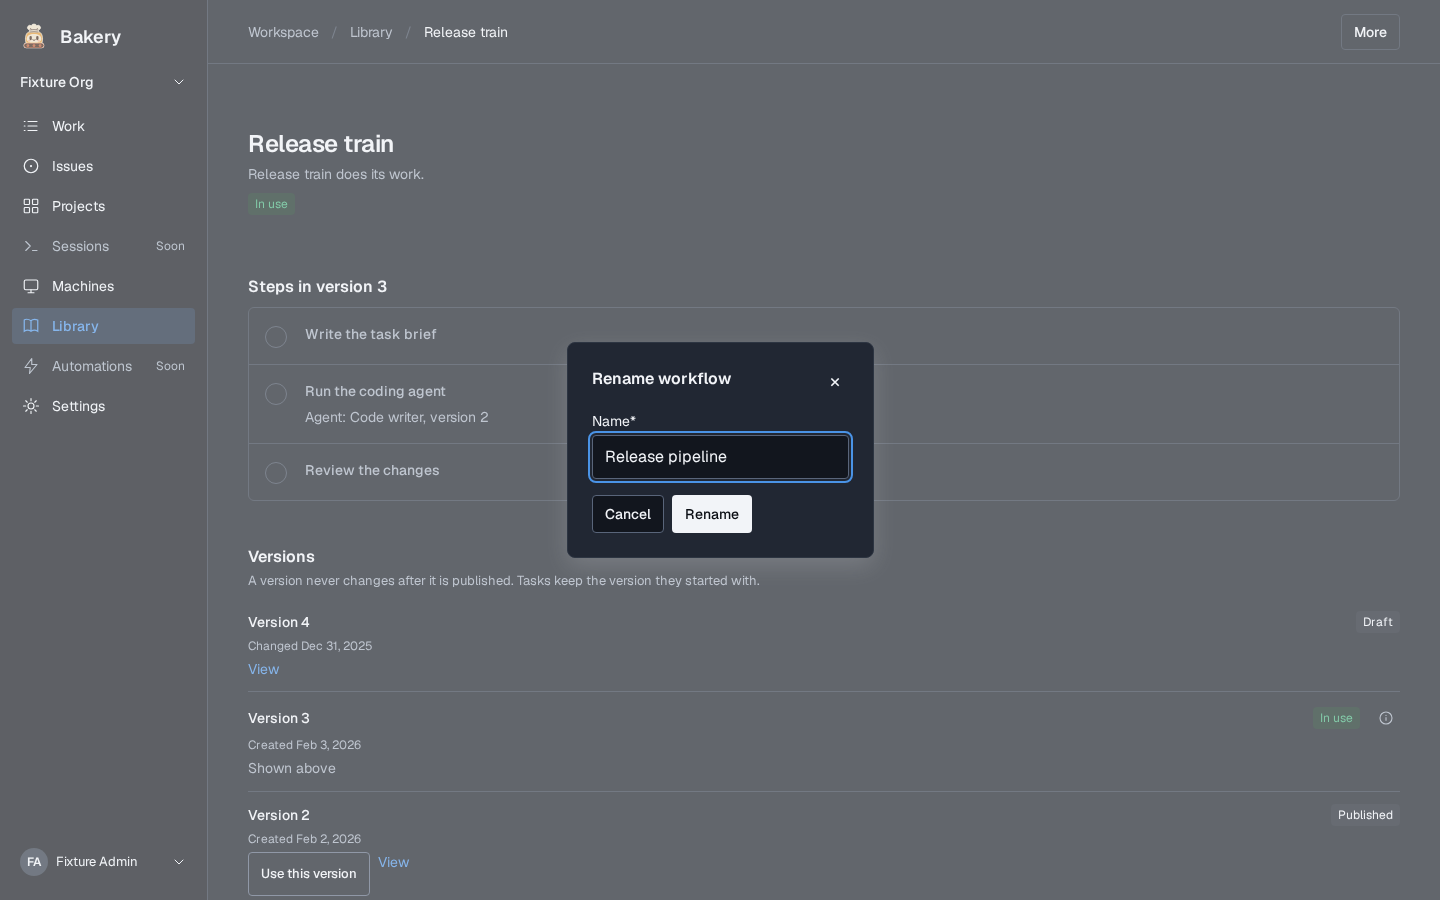 Bakery
Workspace / Library / Release train
More
Fixture Org
Work
Issues
Projects
Sessions Soon
Machines
Library
Automations Soon
Settings
FA Fixture Admin
Release train
Release train does its work.
In use
Steps in version 3
Write the task brief
Run the coding agent
Agent: Code writer, version 2
Review the changes
Rename workflow
Name*
Release pipeline
Cancel Rename
Versions
A version never changes after it is published. Tasks keep the version they started with.
Version 4 Draft
Changed Dec 31, 2025
View
Version 3 In use
Created Feb 3, 2026
Shown above
Version 2 Published
Created Feb 2, 2026
Use this version View